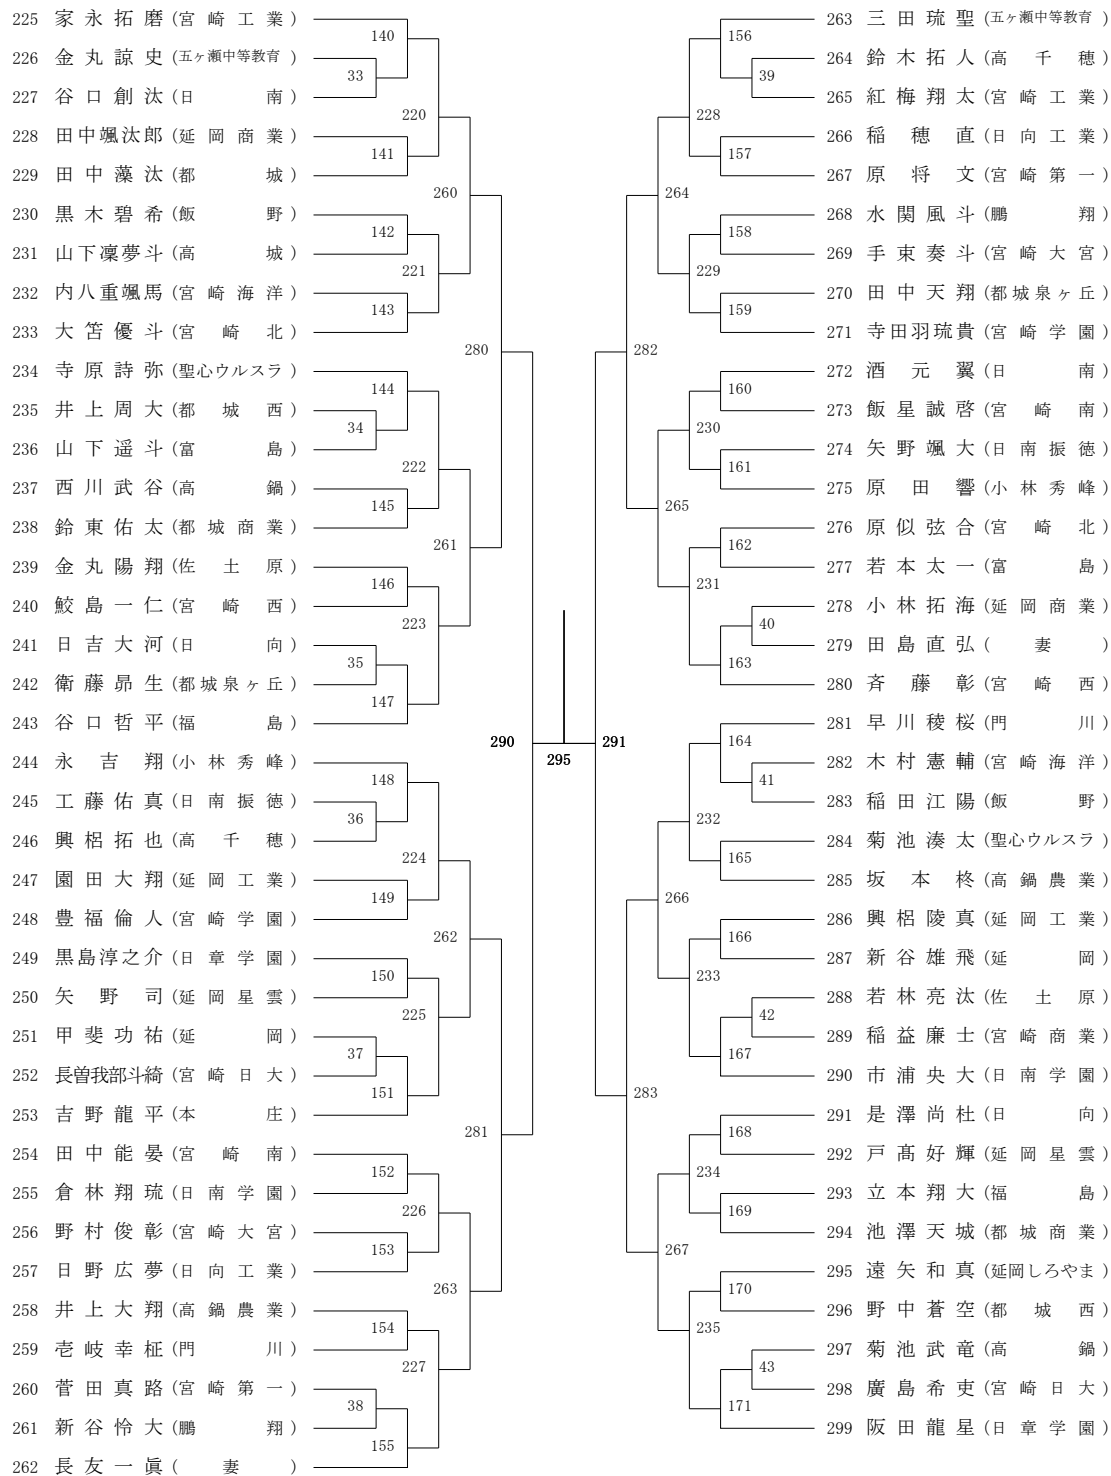 225 家永拓磨（宮崎工業）
226 金丸諒史（五ヶ瀬中等教育）
227 谷口創汰（日南）
228 田中颯汰郎（延岡商業）
229 田中藻汰（都城）
230 黒木碧希（飯野）
231 山下凜夢斗（高城）
232 内八重颯馬（宮崎海洋）
233 大笘優斗（宮崎北）
234 寺原詩弥（聖心ウルスラ）
235 井上周大（都城西）
236 山下遥斗（富島）
237 西川武谷（高鍋）
238 鈴東佑太（都城商業）
239 金丸陽翔（佐土原）
240 鮫島一仁（宮崎西）
241 日吉大河（日向）
242 衛藤昴生（都城泉ヶ丘）
243 谷口哲平（福島）
244 永吉翔（小林秀峰）
245 工藤佑真（日南振徳）
246 興梠拓也（高千穂）
247 園田大翔（延岡工業）
248 豊福倫人（宮崎学園）
249 黒島淳之介（日章学園）
250 矢野司（延岡星雲）
251 甲斐功祐（延岡）
252 長曽我部斗綺（宮崎日大）
253 吉野龍平（本庄）
254 田中能晏（宮崎南）
255 倉林翔琉（日南学園）
256 野村俊彰（宮崎大宮）
257 日野広夢（日向工業）
258 井上大翔（高鍋農業）
259 壱岐幸柾（門川）
260 菅田真路（宮崎第一）
261 新谷怜大（鵬翔）
262 長友一眞（妻）
140
33
220
141
260
142
221
143
280
144
34
222
145
261
146
223
35
147
290
148
36
224
149
262
150
225
37
151
281
152
226
153
263
154
227
38
155
295
291
156
39
228
157
264
158
229
159
282
160
230
161
265
162
231
40
163
164
41
232
165
266
166
233
42
167
283
168
234
169
267
170
235
43
171
263 三田琉聖（五ヶ瀬中等教育）
264 鈴木拓人（高千穂）
265 紅梅翔太（宮崎工業）
266 稲穂直（日向工業）
267 原将文（宮崎第一）
268 水関風斗（鵬翔）
269 手束奏斗（宮崎大宮）
270 田中天翔（都城泉ヶ丘）
271 寺田羽琉貴（宮崎学園）
272 酒元翼（日南）
273 飯星誠啓（宮崎南）
274 矢野颯大（日南振徳）
275 原田響（小林秀峰）
276 原似弦合（宮崎北）
277 若本太一（富島）
278 小林拓海（延岡商業）
279 田島直弘（妻）
280 斉藤彰（宮崎西）
281 早川稜桜（門川）
282 木村憲輔（宮崎海洋）
283 稲田江陽（飯野）
284 菊池湊太（聖心ウルスラ）
285 坂本柊（高鍋農業）
286 興梠陵真（延岡工業）
287 新谷雄飛（延岡）
288 若林亮汰（佐土原）
289 稲益廉士（宮崎商業）
290 市浦央大（日南学園）
291 是澤尚杜（日向）
292 戸髙好輝（延岡星雲）
293 立本翔大（福島）
294 池澤天城（都城商業）
295 遠矢和真（延岡しろやま）
296 野中蒼空（都城西）
297 菊池武竜（高鍋）
298 廣島希吏（宮崎日大）
299 阪田龍星（日章学園）